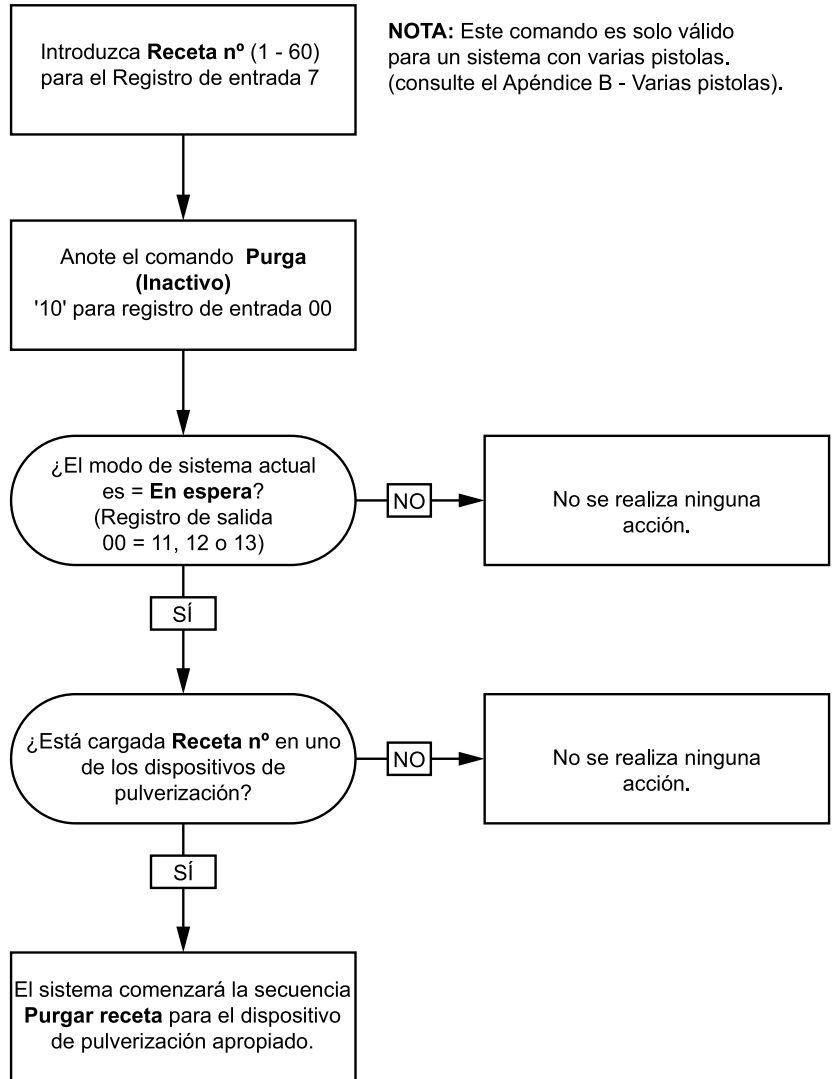 Introduzca Receta nº (1 - 60)
para el Registro de entrada 7
NOTA: Este comando es solo válido
para un sistema con varias pistolas.
(consulte el Apéndice B - Varias pistolas).
Anote el comando Purga
(Inactivo)
'10' para registro de entrada 00
¿El modo de sistema actual
es = En espera?
(Registro de salida
00 = 11, 12 o 13)
NO
No se realiza ninguna
acción.
SÍ
¿Está cargada Receta nº en uno
de los dispositivos de
pulverización?
NO
No se realiza ninguna
acción.
SÍ
El sistema comenzará la secuencia
Purgar receta para el dispositivo
de pulverización apropiado.